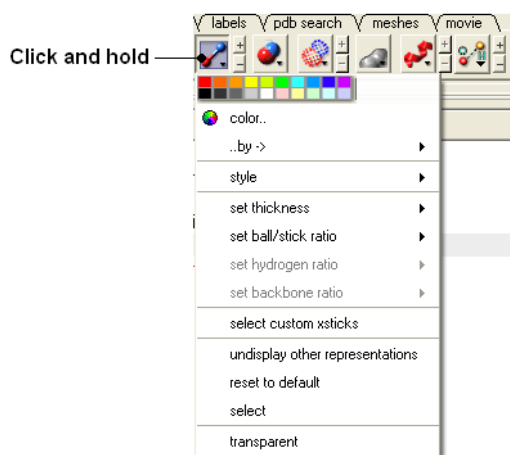 labels pdb search meshes movie
Click and hold
color..
..by ->
style
set thickness
set ball/stick ratio
set hydrogen ratio
set backbone ratio
select custom xsticks
undisplay other representations
reset to default
select
transparent